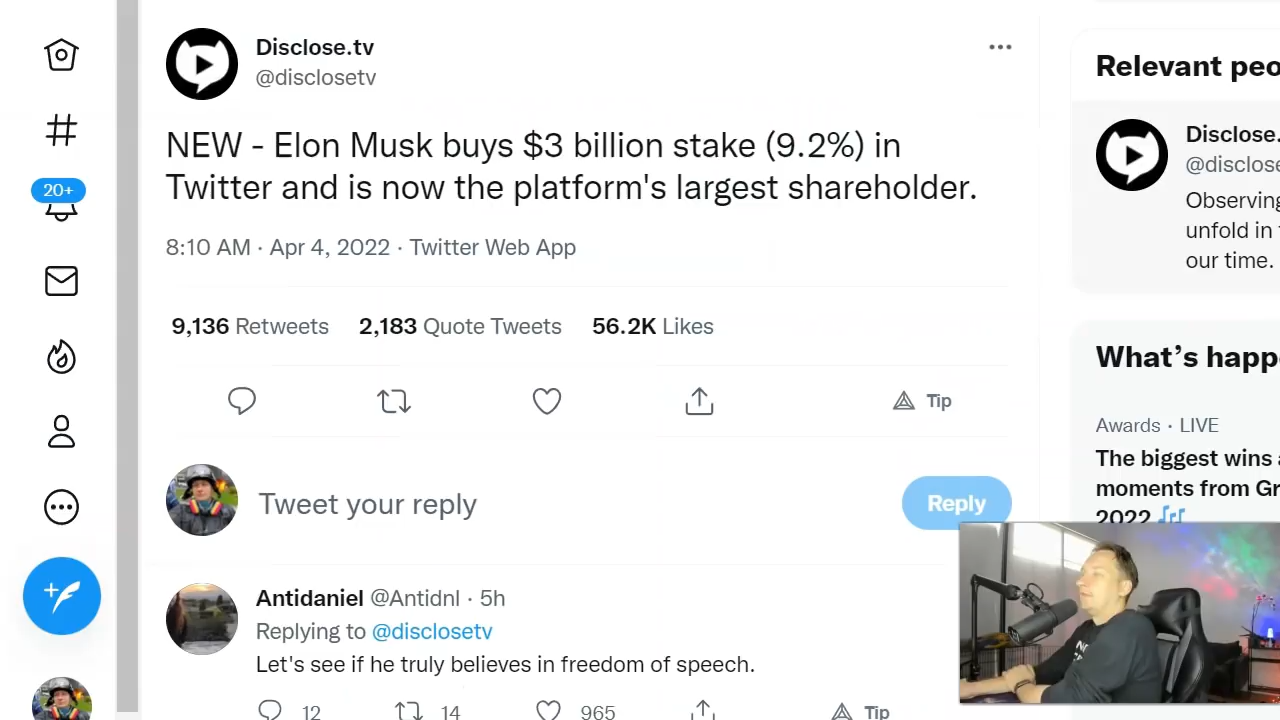 Disclose.tv
@disclosetv
NEW - Elon Musk buys $3 billion stake (9.2%) in
Twitter and is now the platform's largest shareholder.
8:10 AM · Apr 4, 2022 · Twitter Web App
9,136 Retweets 2,183 Quote Tweets 56.2K Likes
Tip
Tweet your reply
Reply
Antidaniel @Antidnl · 5h
Replying to @disclosetv
Let's see if he truly believes in freedom of speech.
12 14 965 Tip
20+
Relevant peo
Disclose.
@disclose
Observing
unfold in
our time.
What's happ
Awards · LIVE
The biggest wins
moments from Gr
2022